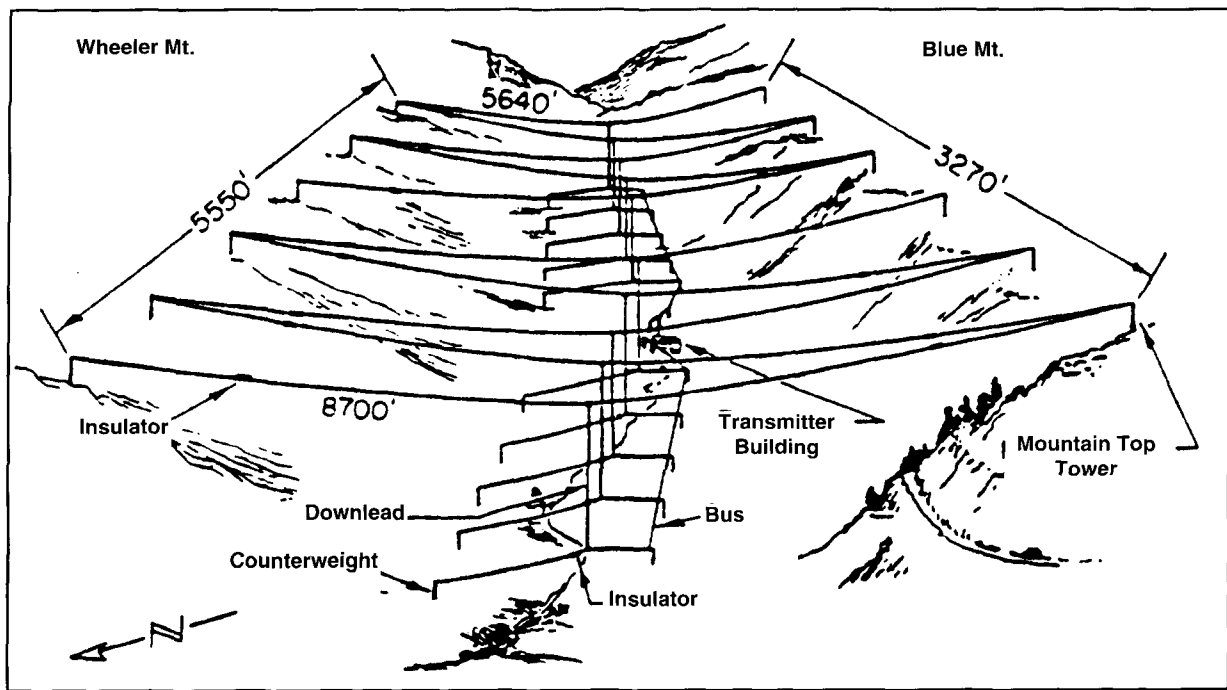 Wheeler Mt.
Blue Mt.
5640'
5550'
3270'
8700'
Insulator
Transmitter
Building
Mountain Top
Tower
Downlead
Bus
Counterweight
Insulator
N